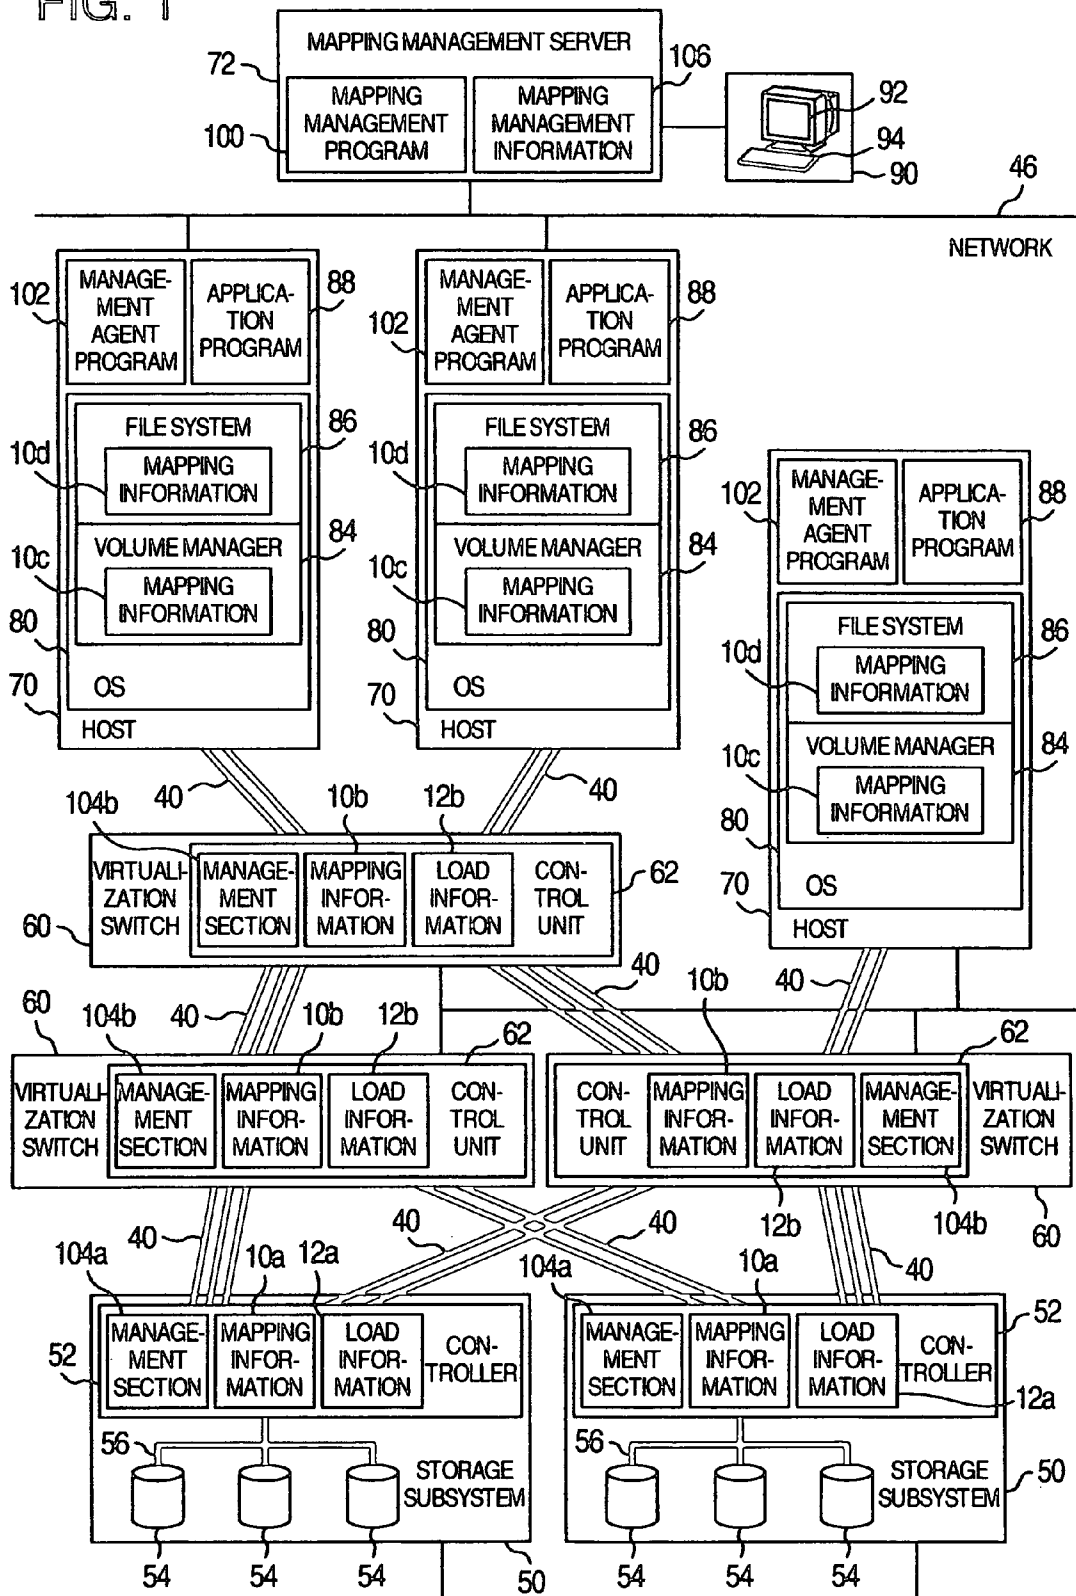 FIG. 1
MAPPING MANAGEMENT SERVER
72
106
MAPPING
MANAGEMENT
PROGRAM
MAPPING
MANAGEMENT
INFORMATION
100
92
94
90
46
NETWORK
102
MANAGE-
MENT
AGENT
PROGRAM
APPLICA-
TION
PROGRAM
88
FILE SYSTEM
86
10d
MAPPING
INFORMATION
VOLUME MANAGER
84
10c
MAPPING
INFORMATION
80
OS
70
HOST
102
MANAGE-
MENT
AGENT
PROGRAM
APPLICA-
TION
PROGRAM
88
FILE SYSTEM
86
10d
MAPPING
INFORMATION
VOLUME MANAGER
84
10c
MAPPING
INFORMATION
80
OS
70
HOST
102
MANAGE-
MENT
AGENT
PROGRAM
APPLICA-
TION
PROGRAM
88
FILE SYSTEM
86
10d
MAPPING
INFORMATION
VOLUME MANAGER
84
10c
MAPPING
INFORMATION
80
OS
70
HOST
40
40
104b
10b
12b
VIRTUALI-
ZATION
SWITCH
MANAGE-
MENT
SECTION
MAPPING
INFOR-
MATION
LOAD
INFOR-
MATION
CON-
TROL
UNIT
62
60
40
40
40
60
104b
10b
12b
62
VIRTUALI-
ZATION
SWITCH
MANAGE-
MENT
SECTION
MAPPING
INFOR-
MATION
LOAD
INFOR-
MATION
CON-
TROL
UNIT
10b
62
CON-
TROL
UNIT
MAPPING
INFOR-
MATION
LOAD
INFOR-
MATION
MANAGE-
MENT
SECTION
VIRTUALI-
ZATION
SWITCH
12b
104b
60
40
40
40
40
104a
10a
12a
MANAGE-
MENT
SECTION
MAPPING
INFOR-
MATION
LOAD
INFOR-
MATION
CON-
TROLLER
52
56
STORAGE
SUBSYSTEM
54
54
54
50
104a
10a
MANAGE-
MENT
SECTION
MAPPING
INFOR-
MATION
LOAD
INFOR-
MATION
CON-
TROLLER
52
12a
56
STORAGE
SUBSYSTEM
50
54
54
54